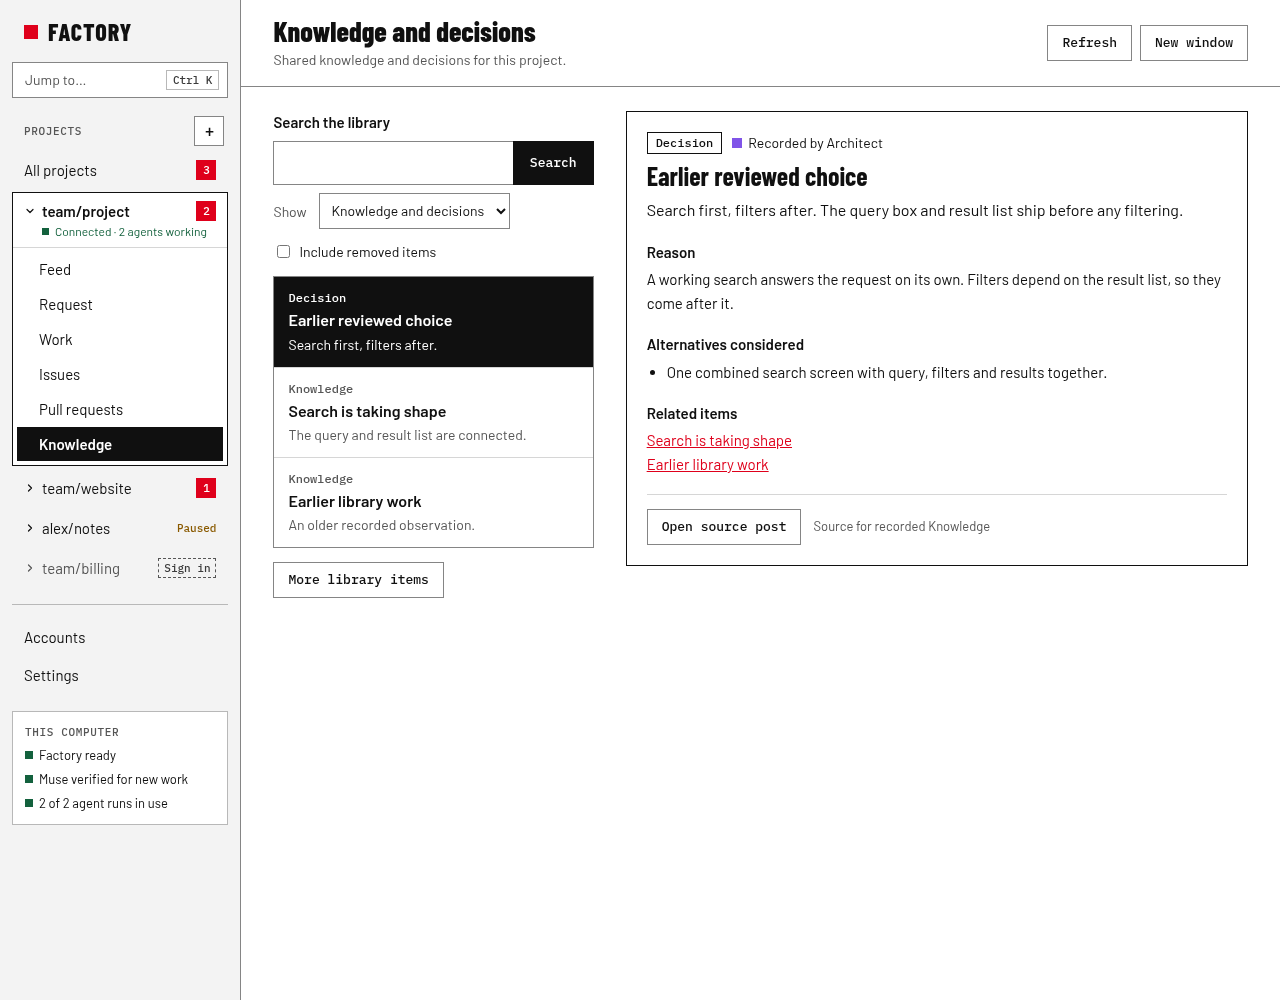 FACTORY
Jump to...
Ctrl K
PROJECTS
+
All projects
3
team/project
2
Connected · 2 agents working
Feed
Request
Work
Issues
Pull requests
Knowledge
team/website
1
alex/notes
Paused
team/billing
Sign in
Accounts
Settings
THIS COMPUTER
Factory ready
Muse verified for new work
2 of 2 agent runs in use
Knowledge and decisions
Shared knowledge and decisions for this project.
Refresh
New window
Search the library
Search
Show
Knowledge and decisions
Include removed items
Decision
Earlier reviewed choice
Search first, filters after.
Knowledge
Search is taking shape
The query and result list are connected.
Knowledge
Earlier library work
An older recorded observation.
More library items
Decision
Recorded by Architect
Earlier reviewed choice
Search first, filters after. The query box and result list ship before any filtering.
Reason
A working search answers the request on its own. Filters depend on the result list, so they
come after it.
Alternatives considered
• One combined search screen with query, filters and results together.
Related items
Search is taking shape
Earlier library work
Open source post
Source for recorded Knowledge